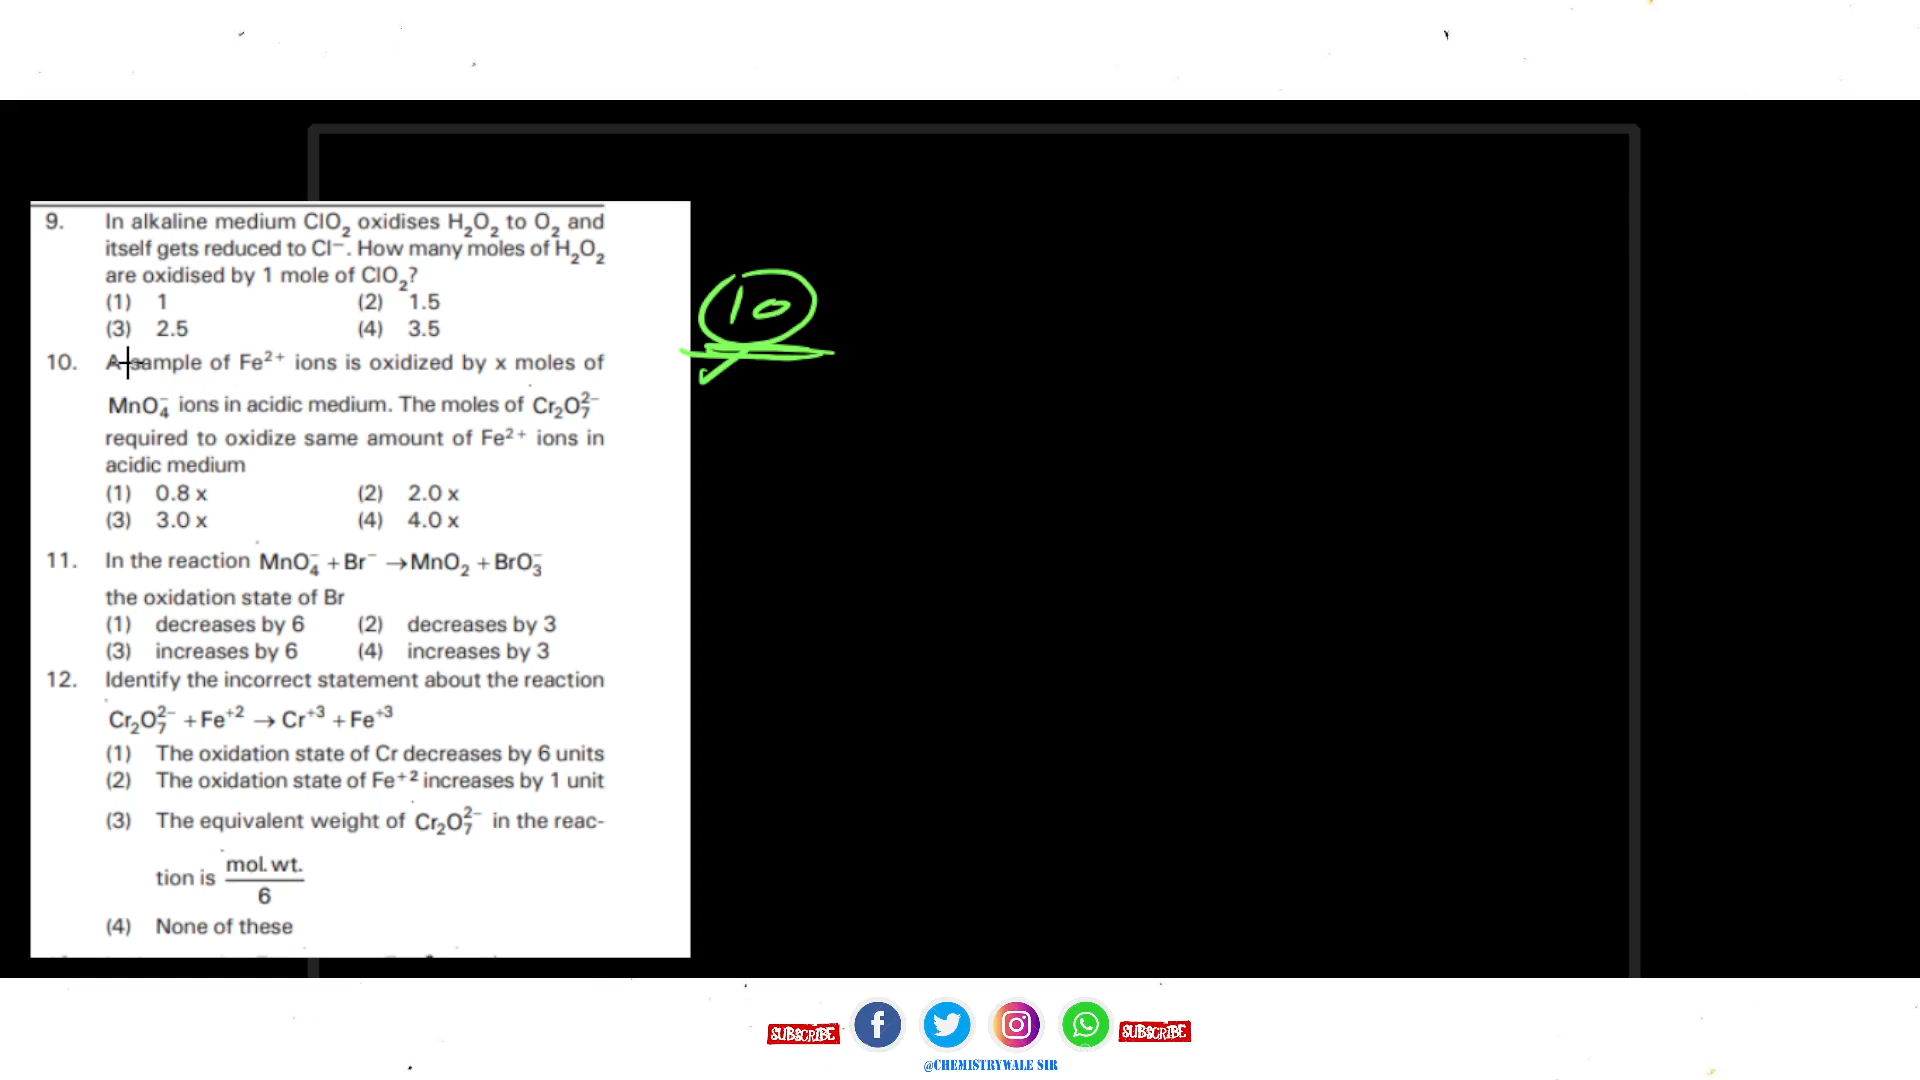 9. In alkaline medium ClO₂ oxidises H₂O₂ to O₂ and
itself gets reduced to Cl⁻. How many moles of H₂O₂
are oxidised by 1 mole of ClO₂?
(1) 1 (2) 1.5
(3) 2.5 (4) 3.5
10
10. A sample of Fe²⁺ ions is oxidized by x moles of
MnO₄⁻ ions in acidic medium. The moles of Cr₂O₇²⁻
required to oxidize same amount of Fe²⁺ ions in
acidic medium
(1) 0.8 x (2) 2.0 x
(3) 3.0 x (4) 4.0 x
11. In the reaction MnO₄⁻ + Br⁻ → MnO₂ + BrO₃⁻
the oxidation state of Br
(1) decreases by 6 (2) decreases by 3
(3) increases by 6 (4) increases by 3
12. Identify the incorrect statement about the reaction
Cr₂O₇²⁻ + Fe⁺² → Cr⁺³ + Fe⁺³
(1) The oxidation state of Cr decreases by 6 units
(2) The oxidation state of Fe⁺² increases by 1 unit
(3) The equivalent weight of Cr₂O₇²⁻ in the reac-
tion is mol. wt. / 6
(4) None of these
SUBSCRIBE SUBSCRIBE
@CHEMISTRYWALE SIR